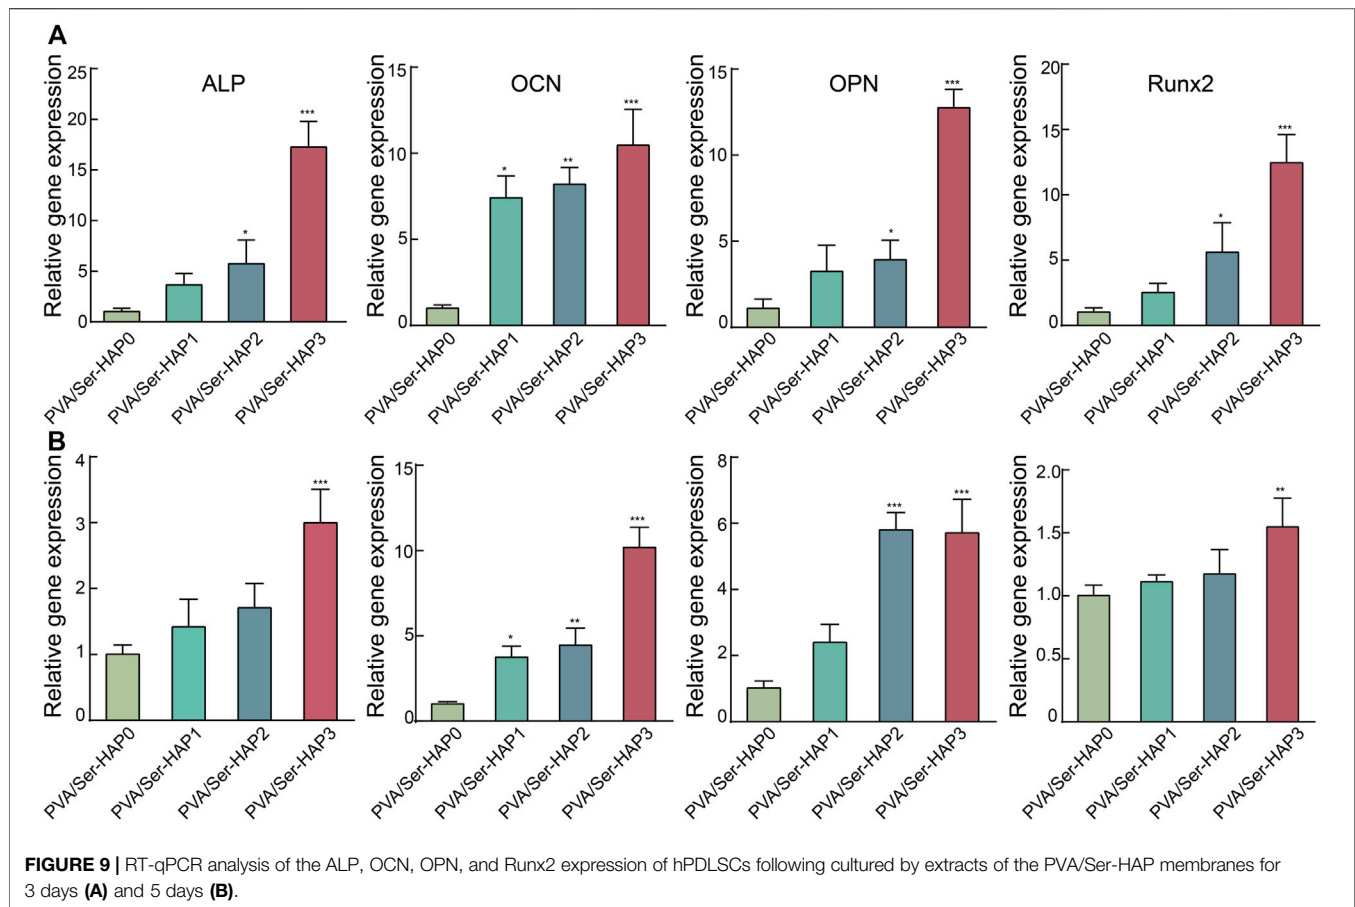 A
ALP
Relative gene expression
25
20
15
10
5
0
*
***
PVA/Ser-HAP0
PVA/Ser-HAP1
PVA/Ser-HAP2
PVA/Ser-HAP3
OCN
Relative gene expression
15
10
5
0
*
**
***
PVA/Ser-HAP0
PVA/Ser-HAP1
PVA/Ser-HAP2
PVA/Ser-HAP3
OPN
Relative gene expression
15
10
5
0
*
***
PVA/Ser-HAP0
PVA/Ser-HAP1
PVA/Ser-HAP2
PVA/Ser-HAP3
Runx2
Relative gene expression
20
15
10
5
0
*
***
PVA/Ser-HAP0
PVA/Ser-HAP1
PVA/Ser-HAP2
PVA/Ser-HAP3
B
Relative gene expression
4
3
2
1
0
***
PVA/Ser-HAP0
PVA/Ser-HAP1
PVA/Ser-HAP2
PVA/Ser-HAP3
Relative gene expression
15
10
5
0
*
**
***
PVA/Ser-HAP0
PVA/Ser-HAP1
PVA/Ser-HAP2
PVA/Ser-HAP3
Relative gene expression
8
6
4
2
0
***
***
PVA/Ser-HAP0
PVA/Ser-HAP1
PVA/Ser-HAP2
PVA/Ser-HAP3
Relative gene expression
2.0
1.5
1.0
0.5
0
**
PVA/Ser-HAP0
PVA/Ser-HAP1
PVA/Ser-HAP2
PVA/Ser-HAP3
FIGURE 9 | RT-qPCR analysis of the ALP, OCN, OPN, and Runx2 expression of hPDLSCs following cultured by extracts of the PVA/Ser-HAP membranes for
3 days (A) and 5 days (B).